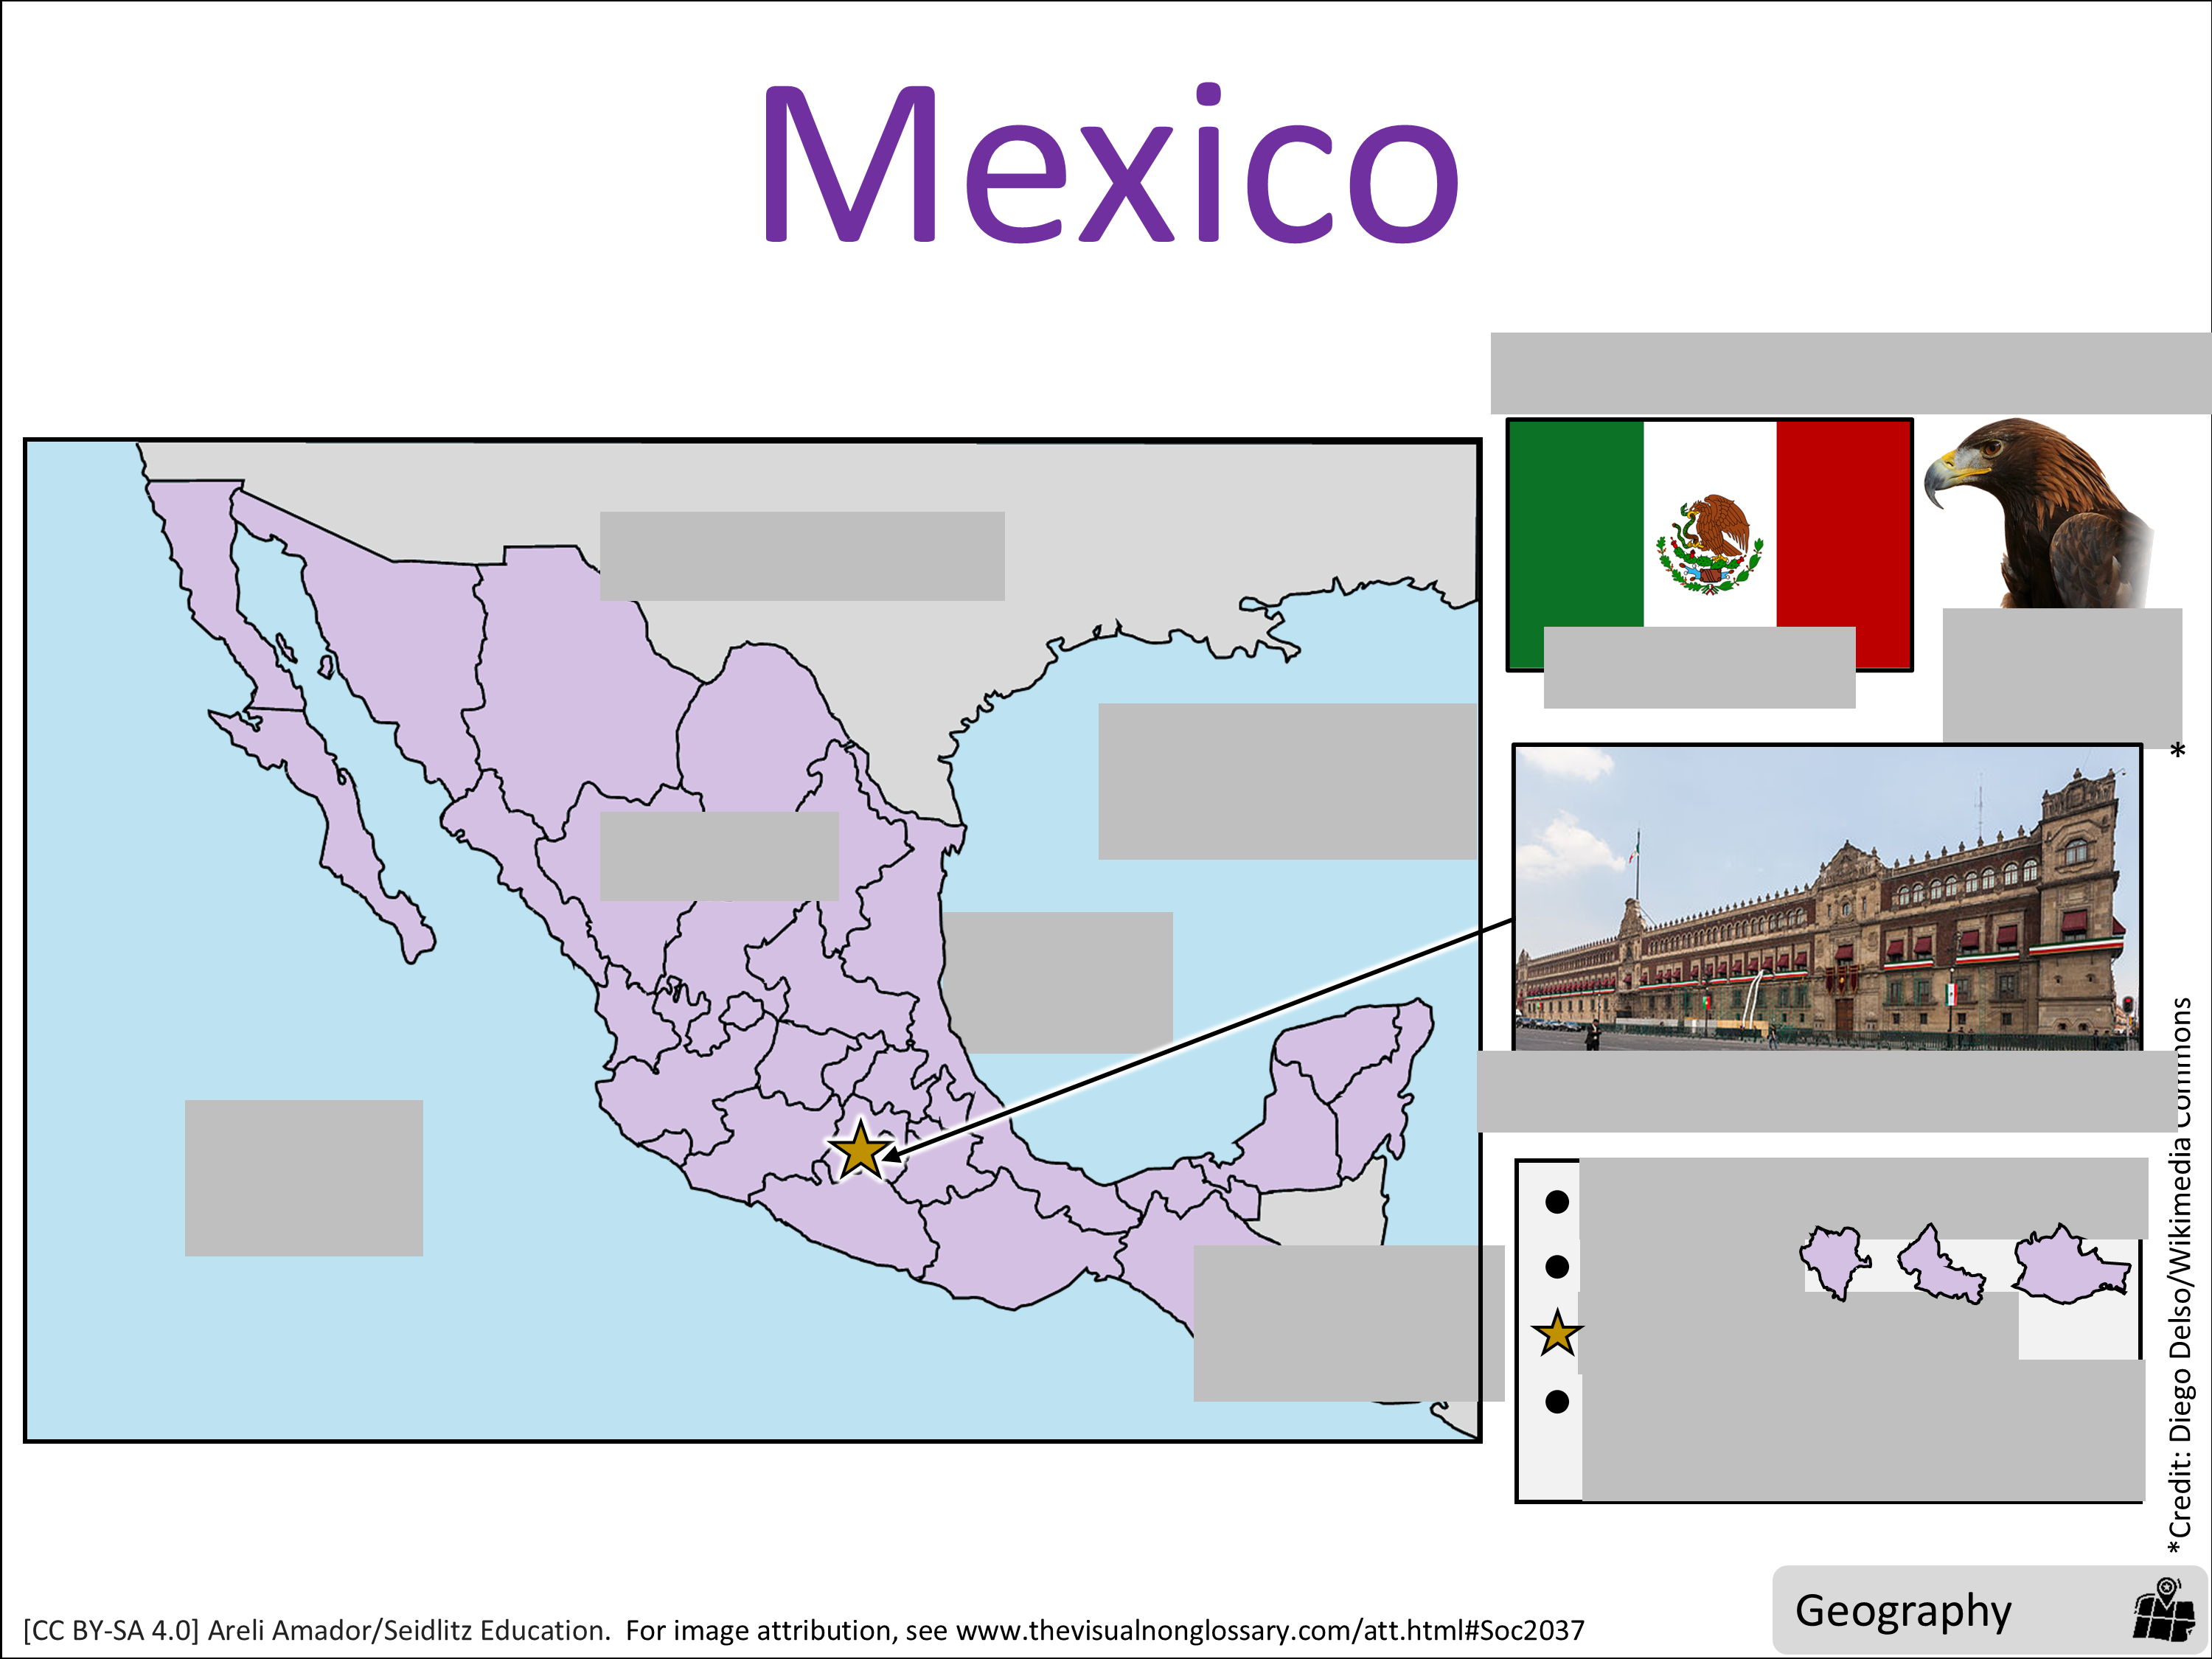 Mexico
*
*Credit: Diego Delso/Wikimedia Commons
Geography
[CC BY-SA 4.0] Areli Amador/Seidlitz Education.  For image attribution, see www.thevisualnonglossary.com/att.html#Soc2037